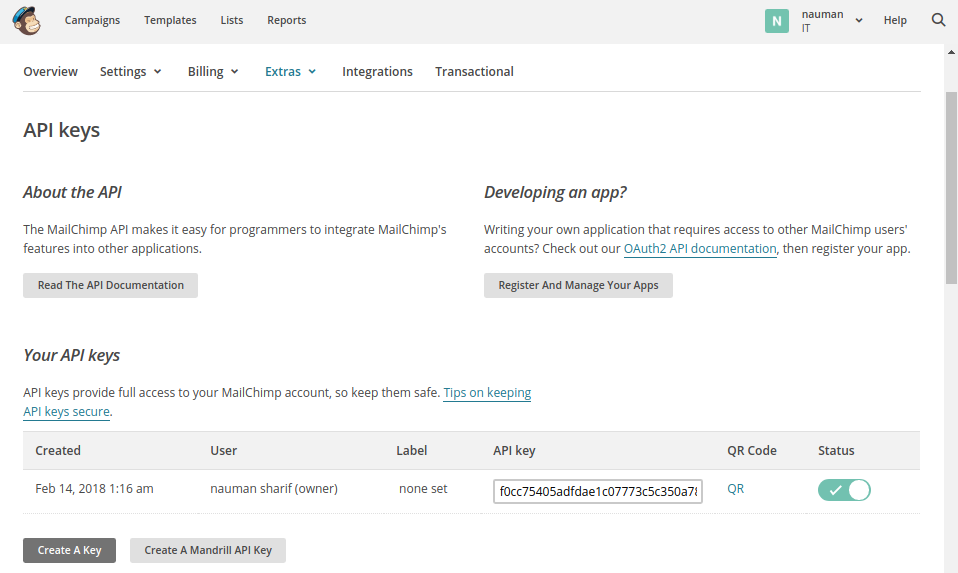 Campaigns Templates Lists Reports N nauman Help
IT
Overview Settings Billing Extras Integrations Transactional
API keys
About the API
The MailChimp API makes it easy for programmers to integrate MailChimp's
features into other applications.
Read The API Documentation
Developing an app?
Writing your own application that requires access to other MailChimp users'
accounts? Check out our OAuth2 API documentation, then register your app.
Register And Manage Your Apps
Your API keys
API keys provide full access to your MailChimp account, so keep them safe. Tips on keeping
API keys secure.
Created User Label API key QR Code Status
Feb 14, 2018 1:16 am nauman sharif (owner) none set f0cc75405adfdae1c07773c5c350a78 QR
Create A Key Create A Mandrill API Key